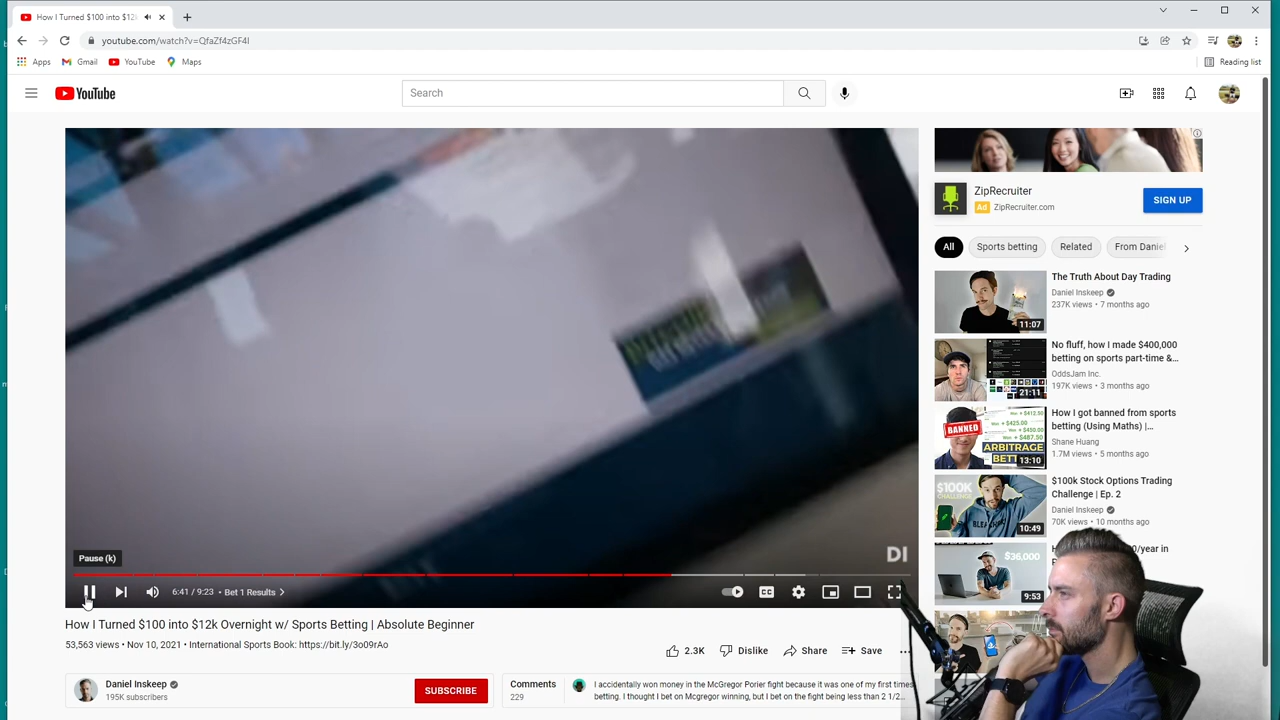 How I Turned $100 into $12
youtube.com/watch?v=QfaZf4zGF4I
Apps
Gmail
YouTube
Maps
Reading list
YouTube
Search
ZipRecruiter
Ad ZipRecruiter.com
SIGN UP
All
Sports betting
Related
From Daniel
The Truth About Day Trading
Daniel Inskeep
237K views • 7 months ago
11:07
No fluff, how I made $400,000
betting on sports part-time &...
OddsJam Inc.
197K views • 3 months ago
21:11
BANNED
How I got banned from sports
betting (Using Maths) |...
Shane Huang
1.7M views • 5 months ago
ARBITRAGE
13:10
$100K
$100k Stock Options Trading
Challenge | Ep. 2
Daniel Inskeep
70K views • 10 months ago
10:49
$36,000
0/year in
9:53
DI
Pause (k)
6:41 / 9:23 • Bet 1 Results
How I Turned $100 into $12k Overnight w/ Sports Betting | Absolute Beginner
53,563 views • Nov 10, 2021 • International Sports Book: https://bit.ly/3o09rAo
2.3K
Dislike
Share
Save
Daniel Inskeep
195K subscribers
SUBSCRIBE
Comments
229
I accidentally won money in the McGregor Porier fight because it was one of my first times
betting. I thought I bet on Mcgregor winning, but I bet on the fight being less than 2 1/2...